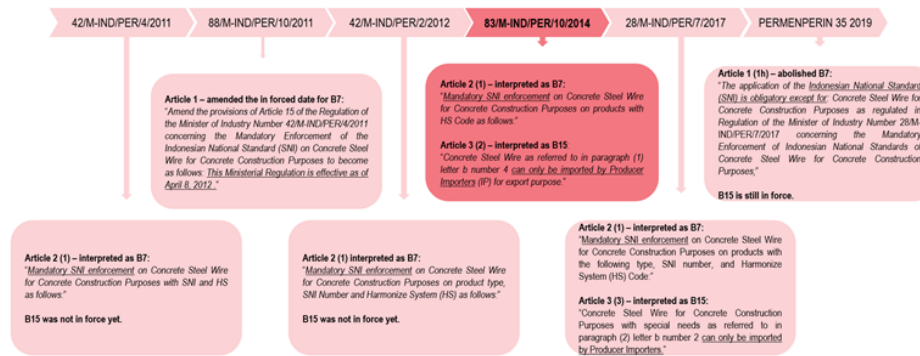 42/M-IND/PER/4/2011
88/M-IND/PER/10/2011
42/M-IND/PER/2/2012
83/M-IND/PER/10/2014
28/M-IND/PER/7/2017
PERMENPERIN 35 2019
Article 1 – amended the in forced date for B7:
"Amend the provisions of Article 15 of the Regulation of
the Minister of Industry Number 42/M-IND/PER/4/2011
concerning the Mandatory Enforcement of the
Indonesian National Standard (SNI) on Concrete Steel
Wire for Concrete Construction Purposes to become
as follows: This Ministerial Regulation is effective as of
April 8, 2012."
Article 2 (1) – interpreted as B7:
"Mandatory SNI enforcement on Concrete Steel Wire
for Concrete Construction Purposes on products with
HS Code as follows:"
Article 3 (2) – interpreted as B15:
"Concrete Steel Wire as referred to in paragraph (1)
letter b number 4 can only be imported by Producer
Importers (IP) for export purpose."
Article 1 (1h) – abolished B7:
"The application of the Indonesian National Standard
(SNI) is obligatory except for: Concrete Steel Wire for
Concrete Construction Purposes as regulated in
Regulation of the Minister of Industry Number 28/M-
IND/PER/7/2017 concerning the Mandatory
Enforcement of Indonesian National Standards of
Concrete Steel Wire for Concrete Construction
Purposes,"
B15 is still in force.
Article 2 (1) – interpreted as B7:
"Mandatory SNI enforcement on Concrete Steel Wire
for Concrete Construction Purposes with SNI and HS
as follows:"
B15 was not in force yet.
Article 2 (1) interpreted as B7:
"Mandatory SNI enforcement on Concrete Steel Wire
for Concrete Construction Purposes on product type,
SNI Number and Harmonize System (HS) as follows:"
B15 was not in force yet.
Article 2 (1) – interpreted as B7:
"Mandatory SNI enforcement on Concrete Steel Wire
for Concrete Construction Purposes on products with
the following type, SNI number, and Harmonize
System (HS) Code."
Article 3 (3) – interpreted as B15:
"Concrete Steel Wire for Concrete Construction
Purposes with special needs as referred to in
paragraph (2) letter b number 2 can only be imported
by Producer Importers."